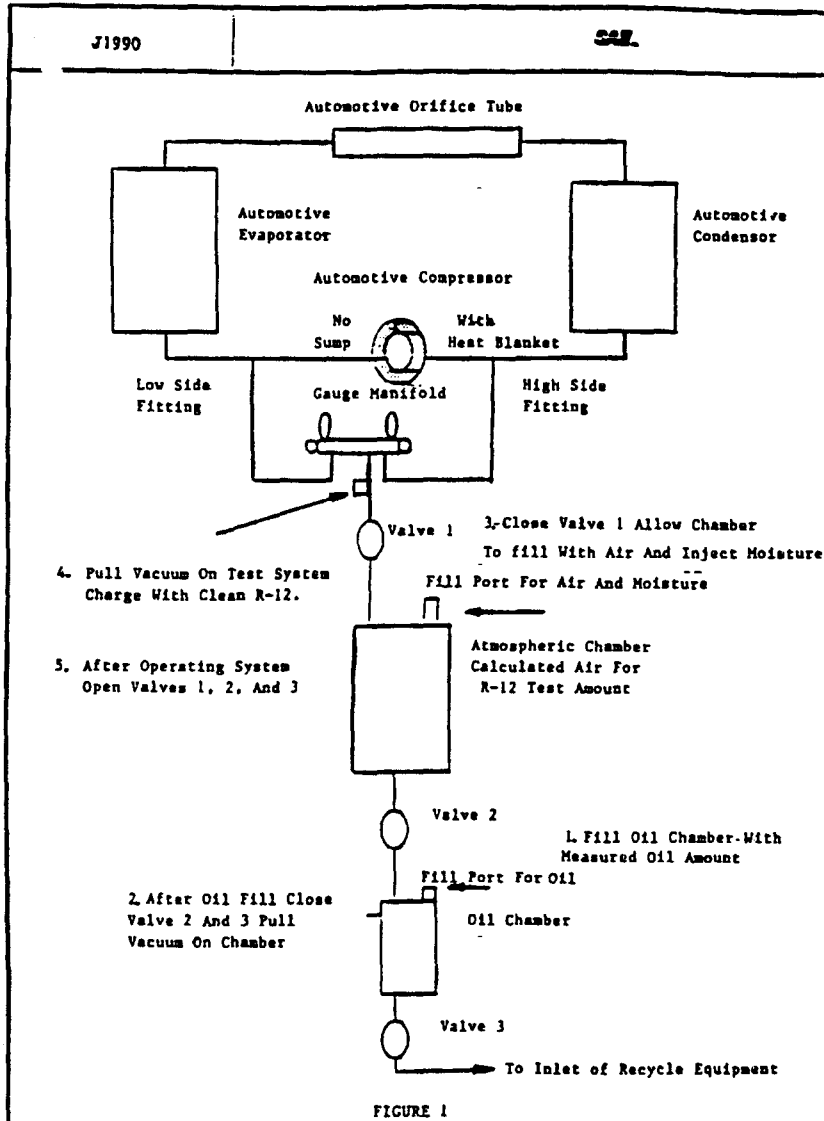 J1990
SAE
Automotive Orifice Tube
Automotive
Evaporator
Automotive
Condensor
Automotive Compressor
No
Sump
With
Heat Blanket
Low Side
Fitting
Gauge Manifold
High Side
Fitting
Valve 1
3.-Close Valve 1 Allow Chamber
To fill With Air And Inject Moisture
4. Pull Vacuum On Test System
Charge With Clean R-12.
Fill Port For Air And Moisture
5. After Operating System
Open Valves 1, 2, And 3
Atmospheric Chamber
Calculated Air For
R-12 Test Amount
Valve 2
1. Fill Oil Chamber-With
Measured Oil Amount
Fill Port For Oil
2. After Oil Fill Close
Valve 2 And 3 Pull
Vacuum On Chamber
Oil Chamber
Valve 3
To Inlet of Recycle Equipment
FIGURE 1